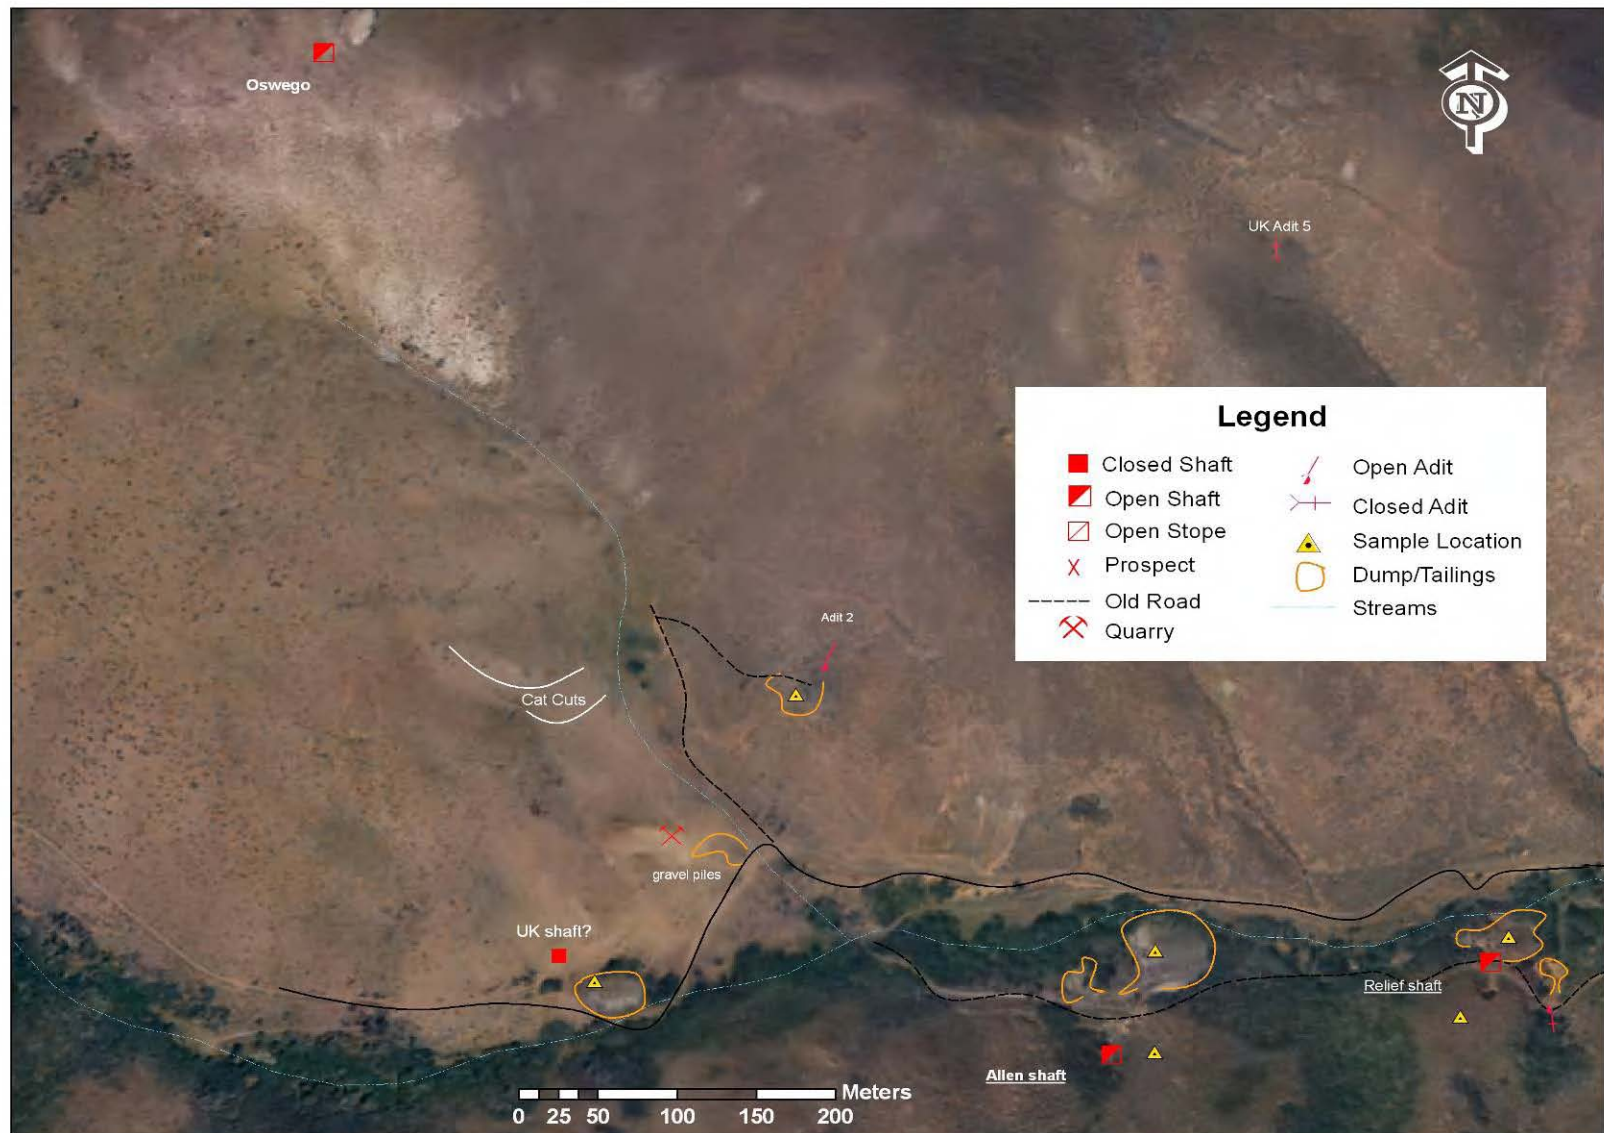 Oswego
N
UK Adit 5
Legend
Closed Shaft
Open Shaft
Open Stope
Prospect
Old Road
Quarry
Open Adit
Closed Adit
Sample Location
Dump/Tailings
Streams
Adit 2
Cat Cuts
gravel piles
UK shaft?
Relief shaft
Allen shaft
Meters
0 25 50 100 150 200